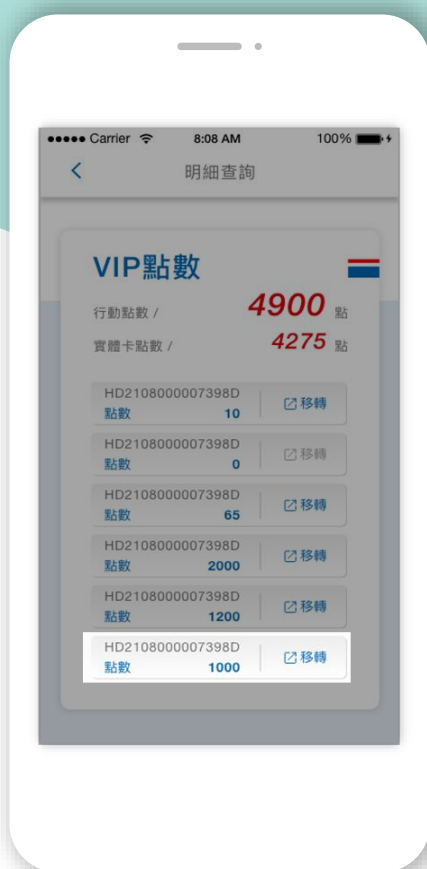 Carrier 8:08 AM 100%
明細查詢
VIP點數
行動點數 / 4900 點
實體卡點數 / 4275 點
HD2108000007398D
點數 10 移轉
HD2108000007398D
點數 0 移轉
HD2108000007398D
點數 65 移轉
HD2108000007398D
點數 2000 移轉
HD2108000007398D
點數 1200 移轉
HD2108000007398D
點數 1000 移轉